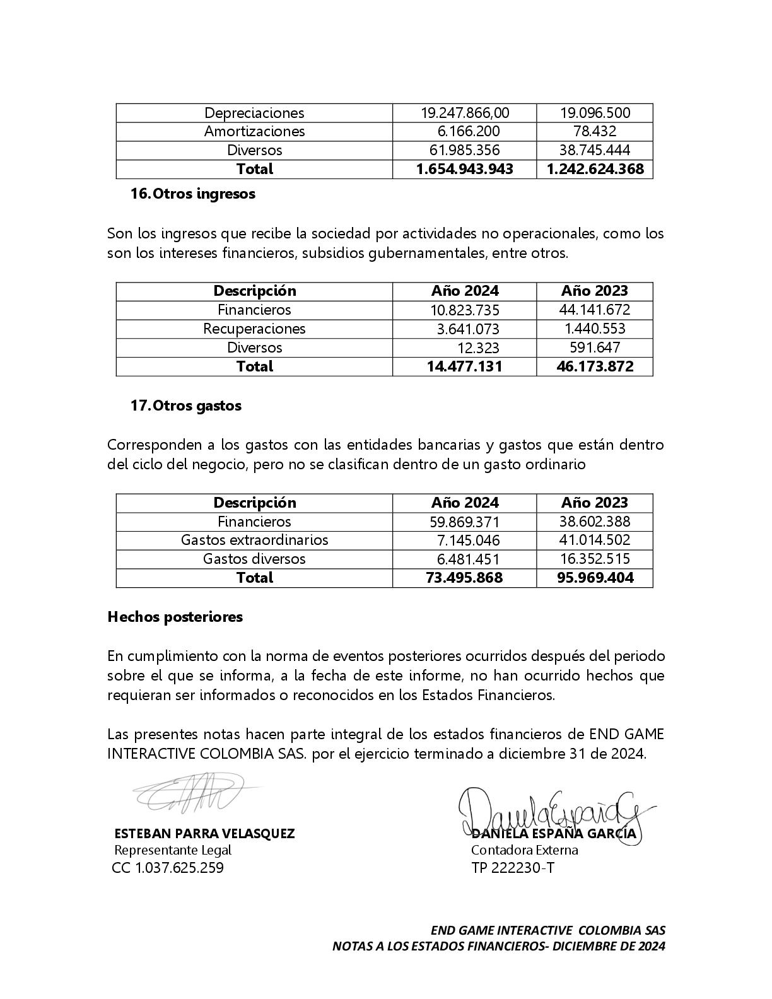 Depreciaciones 19.247.866,00 19.096.500
Amortizaciones 6.166.200 78.432
Diversos 61.985.356 38.745.444
Total 1.654.943.943 1.242.624.368
16. Otros ingresos
Son los ingresos que recibe la sociedad por actividades no operacionales, como los
son los intereses financieros, subsidios gubernamentales, entre otros.
Descripción Año 2024 Año 2023
Financieros 10.823.735 44.141.672
Recuperaciones 3.641.073 1.440.553
Diversos 12.323 591.647
Total 14.477.131 46.173.872
17. Otros gastos
Corresponden a los gastos con las entidades bancarias y gastos que están dentro
del ciclo del negocio, pero no se clasifican dentro de un gasto ordinario
Descripción Año 2024 Año 2023
Financieros 59.869.371 38.602.388
Gastos extraordinarios 7.145.046 41.014.502
Gastos diversos 6.481.451 16.352.515
Total 73.495.868 95.969.404
Hechos posteriores
En cumplimiento con la norma de eventos posteriores ocurridos después del periodo
sobre el que se informa, a la fecha de este informe, no han ocurrido hechos que
requieran ser informados o reconocidos en los Estados Financieros.
Las presentes notas hacen parte integral de los estados financieros de END GAME
INTERACTIVE COLOMBIA SAS. por el ejercicio terminado a diciembre 31 de 2024.
Daniela España G
ESTEBAN PARRA VELASQUEZ DANIELA ESPAÑA GARCÍA
Representante Legal Contadora Externa
CC 1.037.625.259 TP 222230-T
END GAME INTERACTIVE COLOMBIA SAS
NOTAS A LOS ESTADOS FINANCIEROS- DICIEMBRE DE 2024